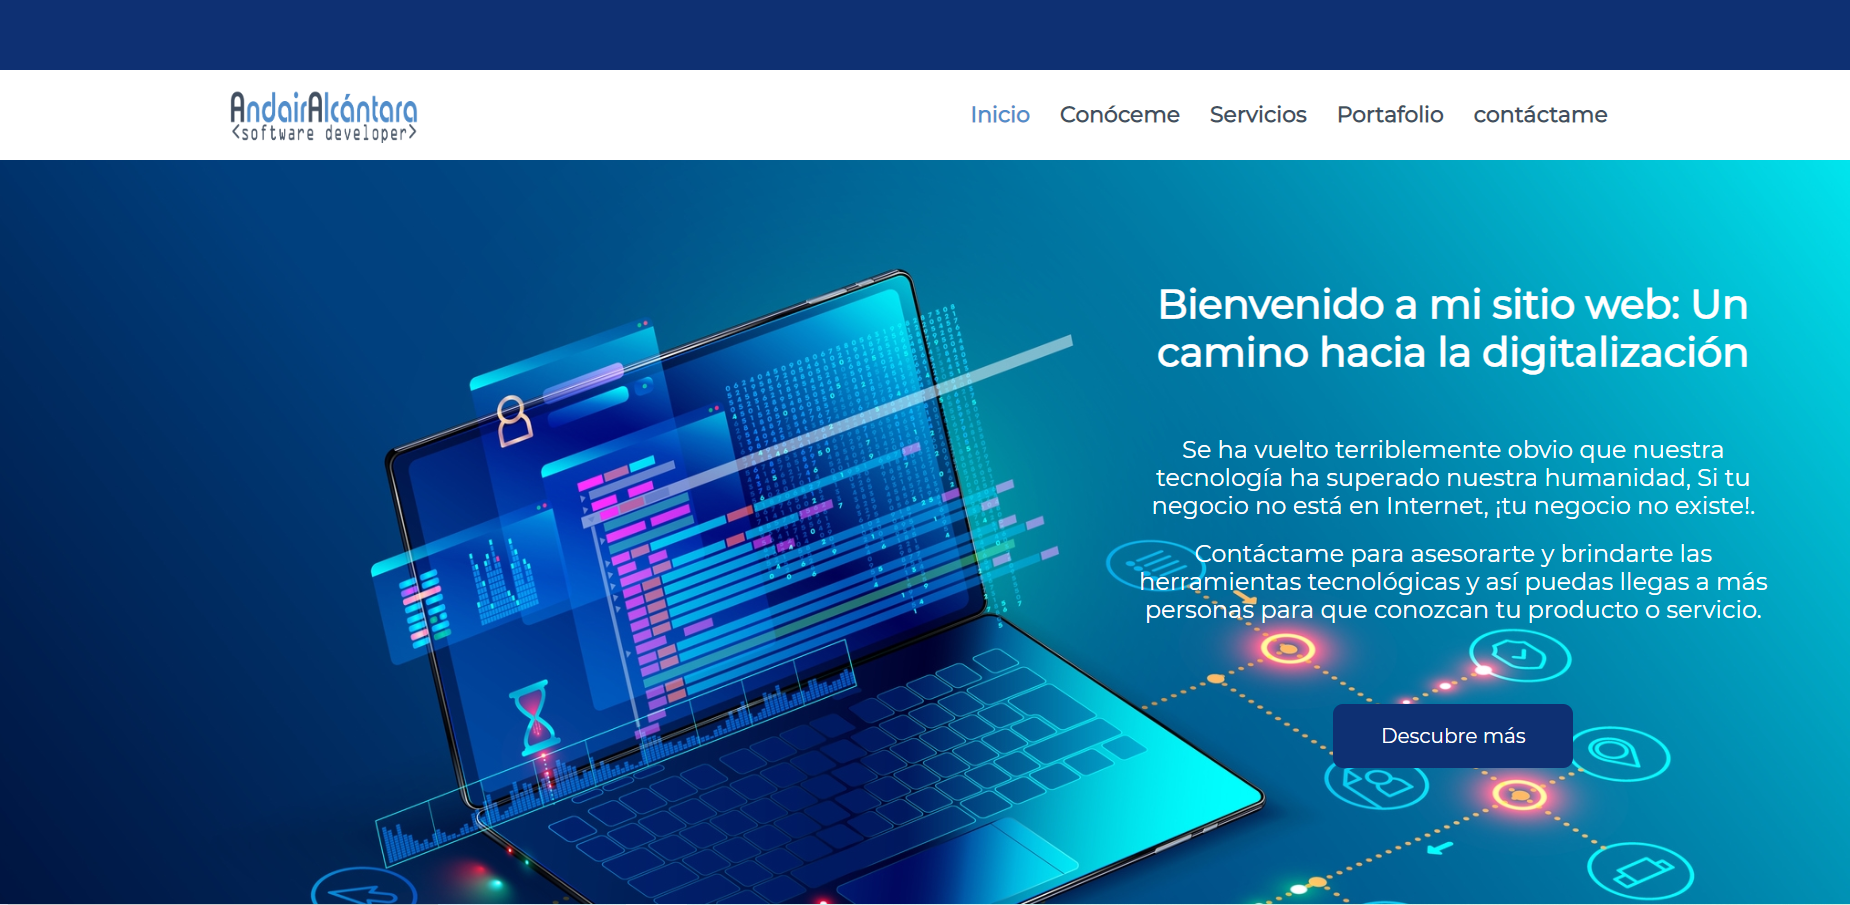 AndairAlcántara
<software developer>
Inicio Conóceme Servicios Portafolio contáctame
Bienvenido a mi sitio web: Un
camino hacia la digitalización
Se ha vuelto terriblemente obvio que nuestra
tecnología ha superado nuestra humanidad, Si tu
negocio no está en Internet, ¡tu negocio no existe!.
Contáctame para asesorarte y brindarte las
herramientas tecnológicas y así puedas llegas a más
personas para que conozcan tu producto o servicio.
Descubre más